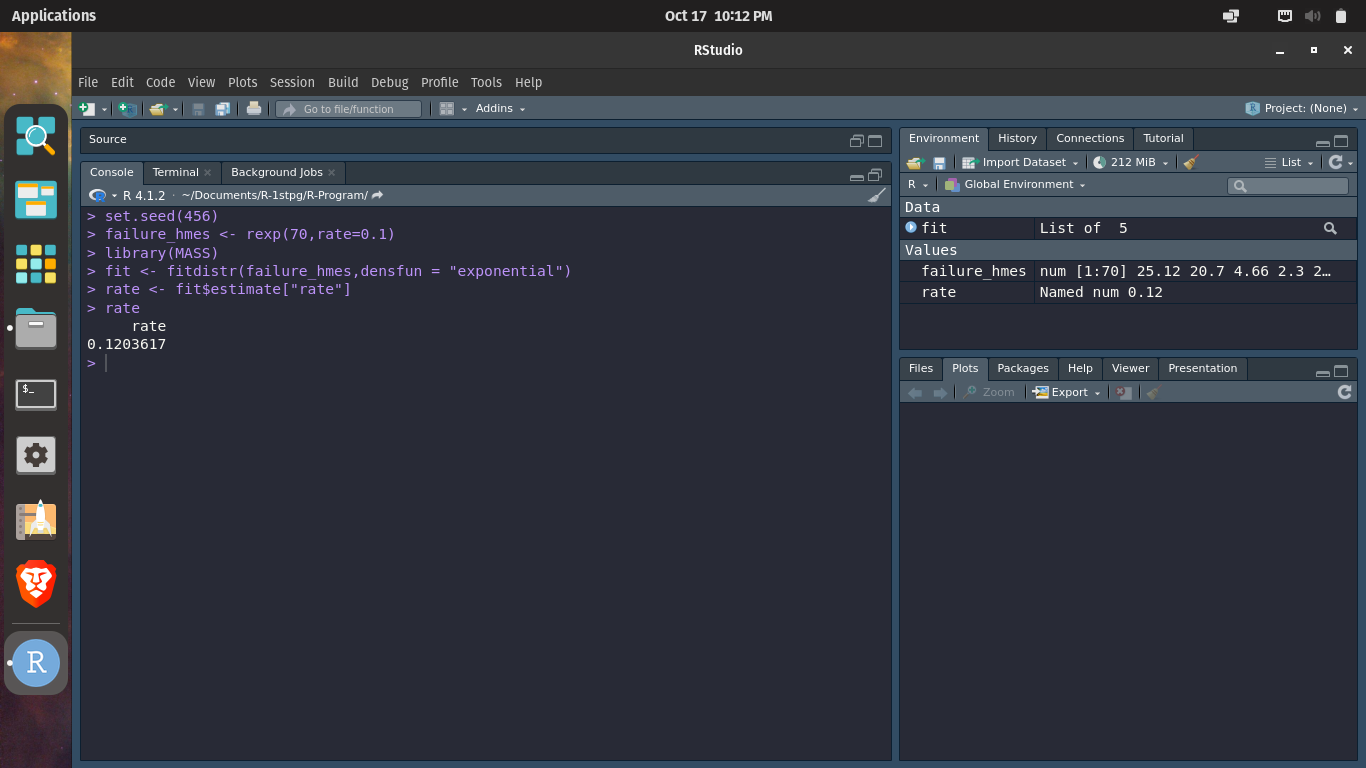 Applications
Oct 17 10:12 PM
RStudio
File Edit Code View Plots Session Build Debug Profile Tools Help
Go to file/function
Addins
Project: (None)
Source
Console Terminal Background Jobs
R 4.1.2 · ~/Documents/R-1stpg/R-Program/
> set.seed(456)
> failure_hmes <- rexp(70,rate=0.1)
> library(MASS)
> fit <- fitdistr(failure_hmes,densfun = "exponential")
> rate <- fit$estimate["rate"]
> rate
     rate
0.1203617
>
Environment History Connections Tutorial
Import Dataset 212 MiB List
R Global Environment
Data
fit List of 5
Values
failure_hmes num [1:70] 25.12 20.7 4.66 2.3 2…
rate Named num 0.12
Files Plots Packages Help Viewer Presentation
Zoom Export
$_
R